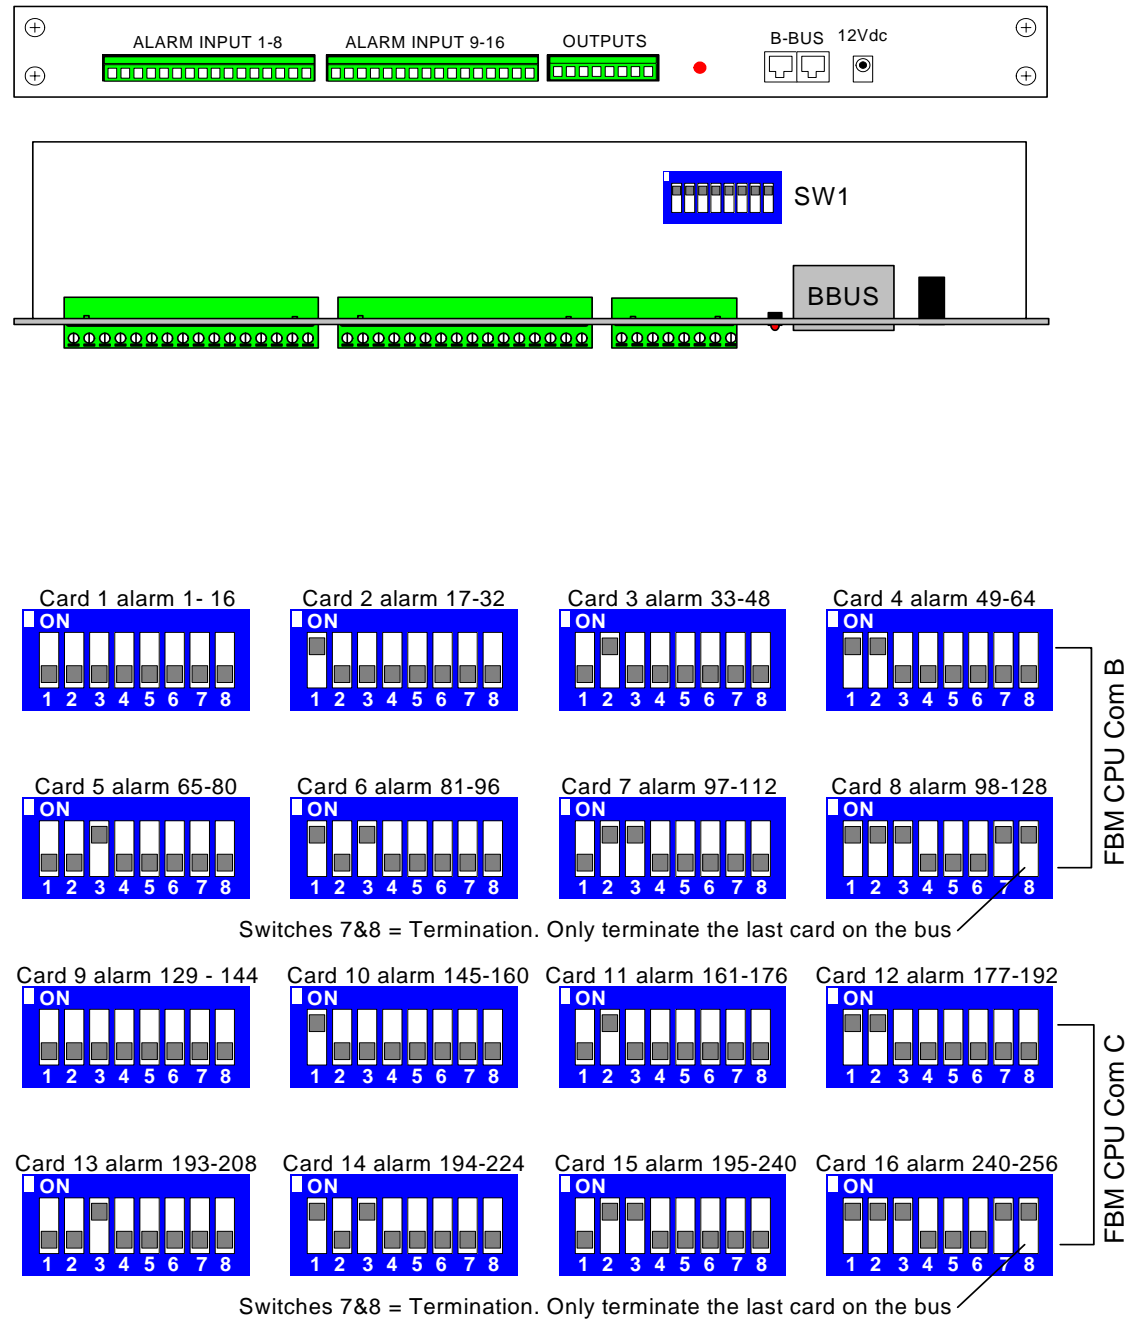 ALARM INPUT 1-8 ALARM INPUT 9-16 OUTPUTS B-BUS 12Vdc
SW1
BBUS
Card 1 alarm 1- 16 Card 2 alarm 17-32 Card 3 alarm 33-48 Card 4 alarm 49-64
ON ON ON ON
1 2 3 4 5 6 7 8 1 2 3 4 5 6 7 8 1 2 3 4 5 6 7 8 1 2 3 4 5 6 7 8
FBM CPU Com B
Card 5 alarm 65-80 Card 6 alarm 81-96 Card 7 alarm 97-112 Card 8 alarm 98-128
ON ON ON ON
1 2 3 4 5 6 7 8 1 2 3 4 5 6 7 8 1 2 3 4 5 6 7 8 1 2 3 4 5 6 7 8
Switches 7&8 = Termination. Only terminate the last card on the bus
Card 9 alarm 129 - 144 Card 10 alarm 145-160 Card 11 alarm 161-176 Card 12 alarm 177-192
ON ON ON ON
1 2 3 4 5 6 7 8 1 2 3 4 5 6 7 8 1 2 3 4 5 6 7 8 1 2 3 4 5 6 7 8
FBM CPU Com C
Card 13 alarm 193-208 Card 14 alarm 194-224 Card 15 alarm 195-240 Card 16 alarm 240-256
ON ON ON ON
1 2 3 4 5 6 7 8 1 2 3 4 5 6 7 8 1 2 3 4 5 6 7 8 1 2 3 4 5 6 7 8
Switches 7&8 = Termination. Only terminate the last card on the bus